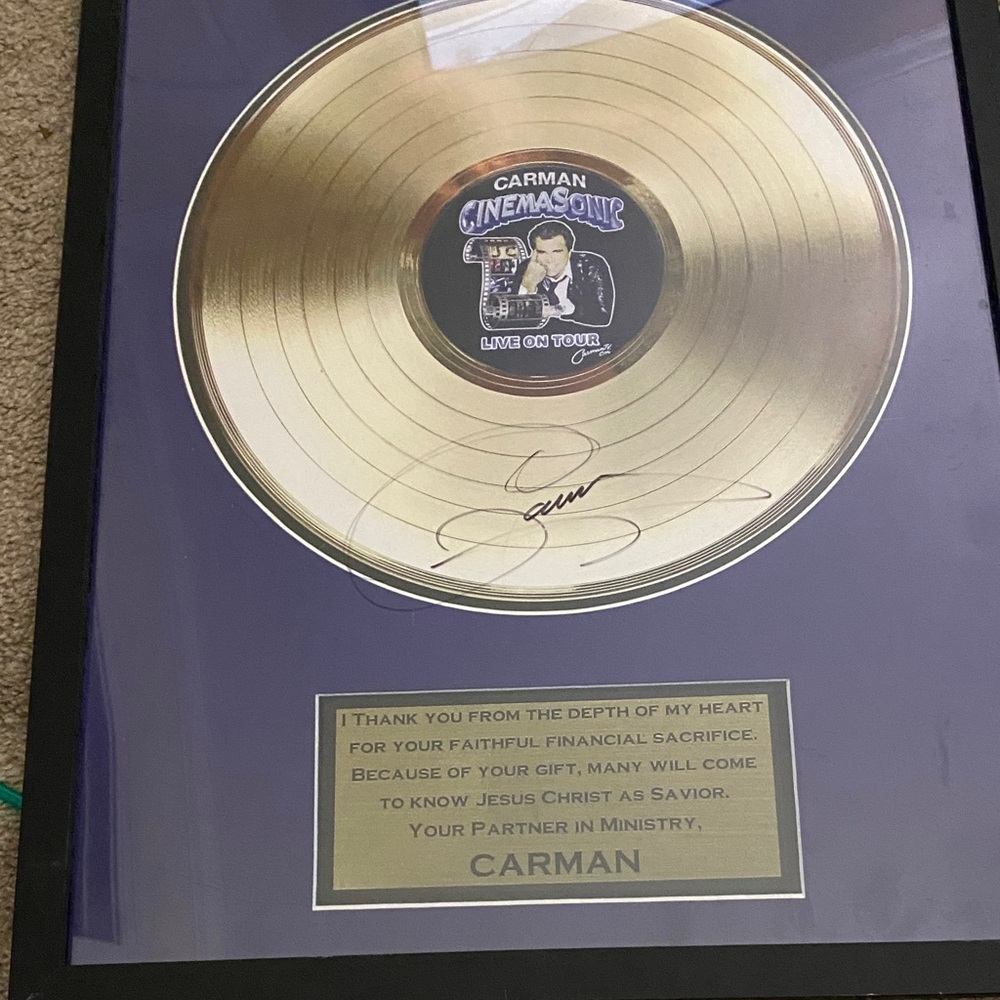 CARMAN
CINEMASONIC
LIVE ON TOUR
I THANK YOU FROM THE DEPTH OF MY HEART
FOR YOUR FAITHFUL FINANCIAL SACRIFICE.
BECAUSE OF YOUR GIFT, MANY WILL COME
TO KNOW JESUS CHRIST AS SAVIOR.
YOUR PARTNER IN MINISTRY,
CARMAN